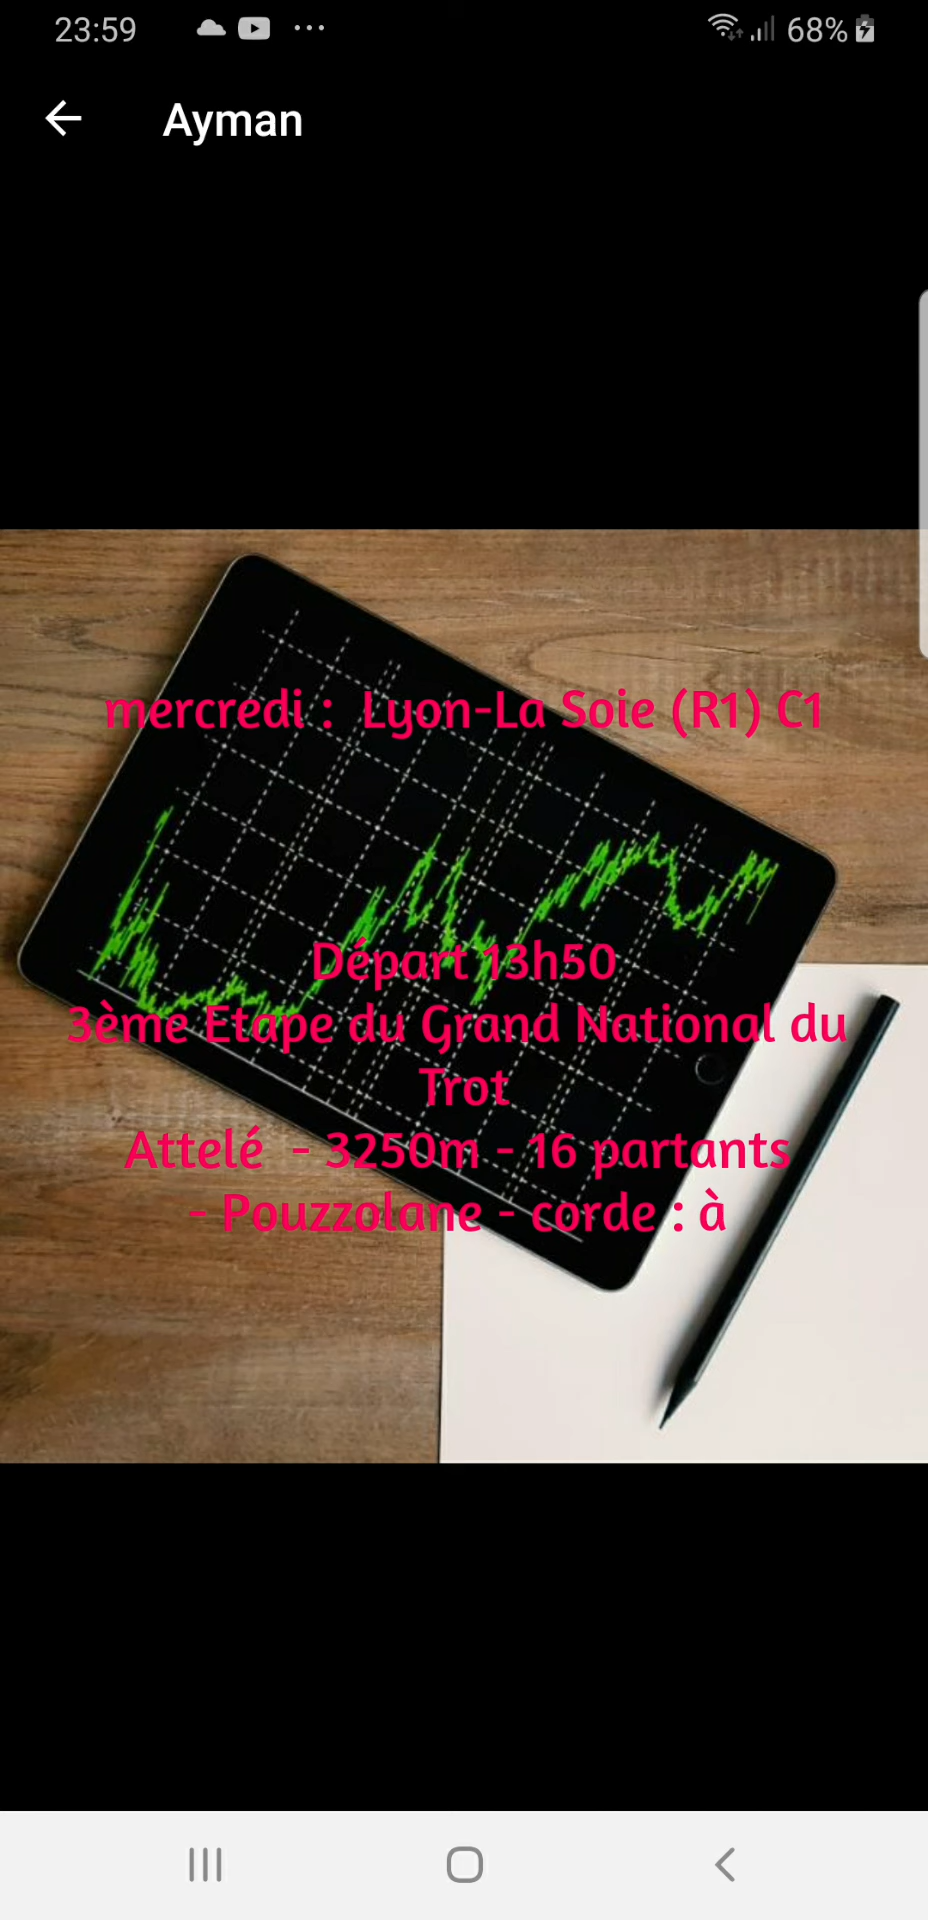 23:59
68%
Ayman
mercredi : Lyon-La Soie (R1) C1
Départ 13h50
3ème Etape du Grand National du
Trot
Attelé - 3250m - 16 partants
- Pouzzolane - corde : à